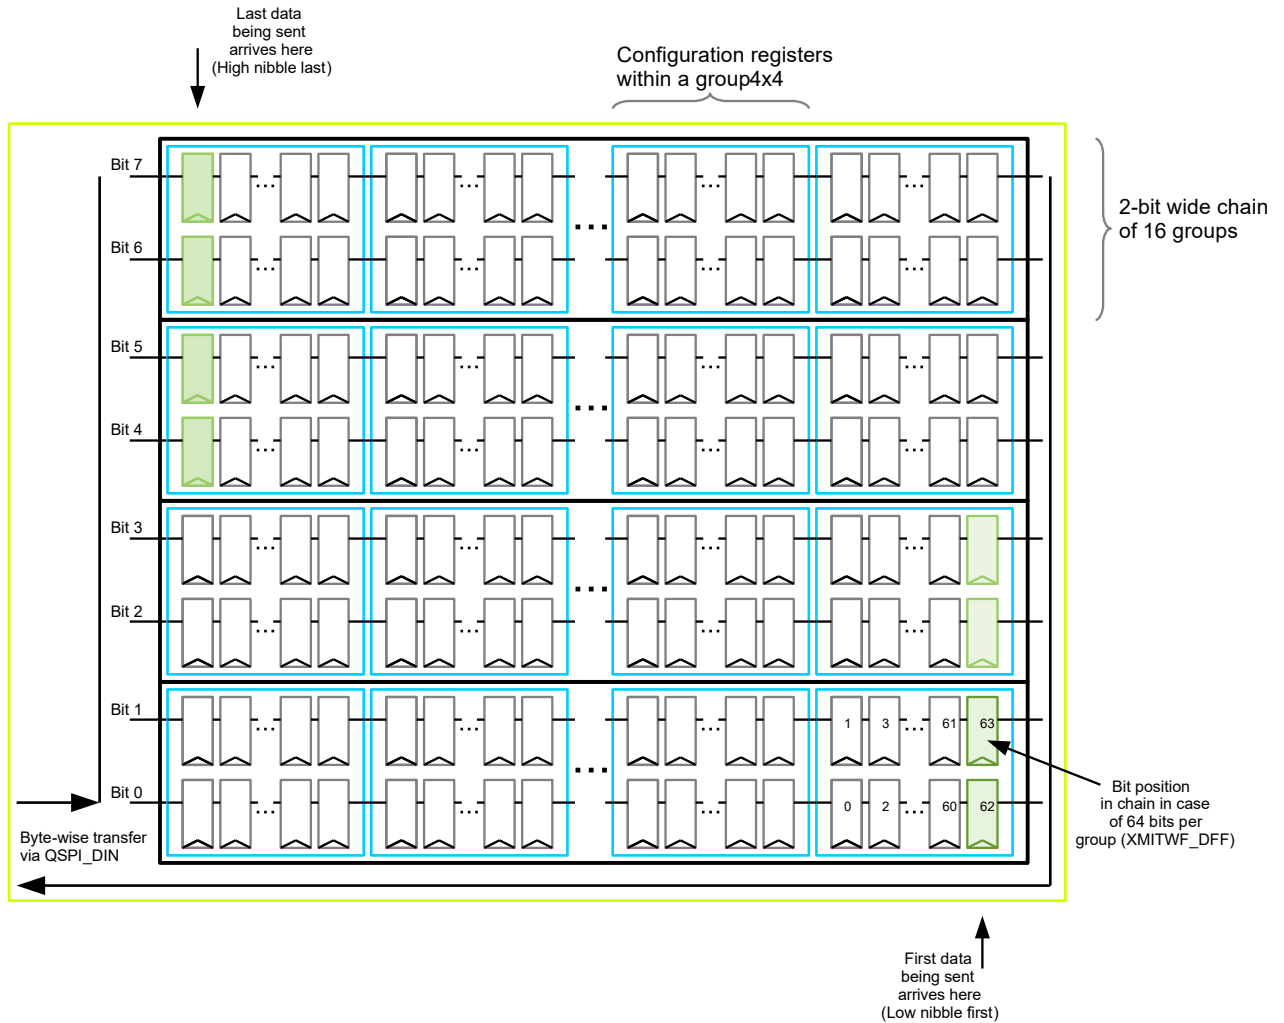 Last data
being sent
arrives here
(High nibble last)
Configuration registers
within a group4x4
2-bit wide chain
of 16 groups
Bit 7
...
...
...
...
Bit 6
...
...
...
...
...
Bit 5
...
...
...
...
Bit 4
...
...
...
...
...
Bit 3
...
...
...
...
Bit 2
...
...
...
...
...
Bit 1
...
...
...
1 3 ... 61 63
...
Bit 0
...
...
...
0 2 ... 60 62
Byte-wise transfer
via QSPI_DIN
Bit position
in chain in case
of 64 bits per
group (XMITWF_DFF)
First data
being sent
arrives here
(Low nibble first)